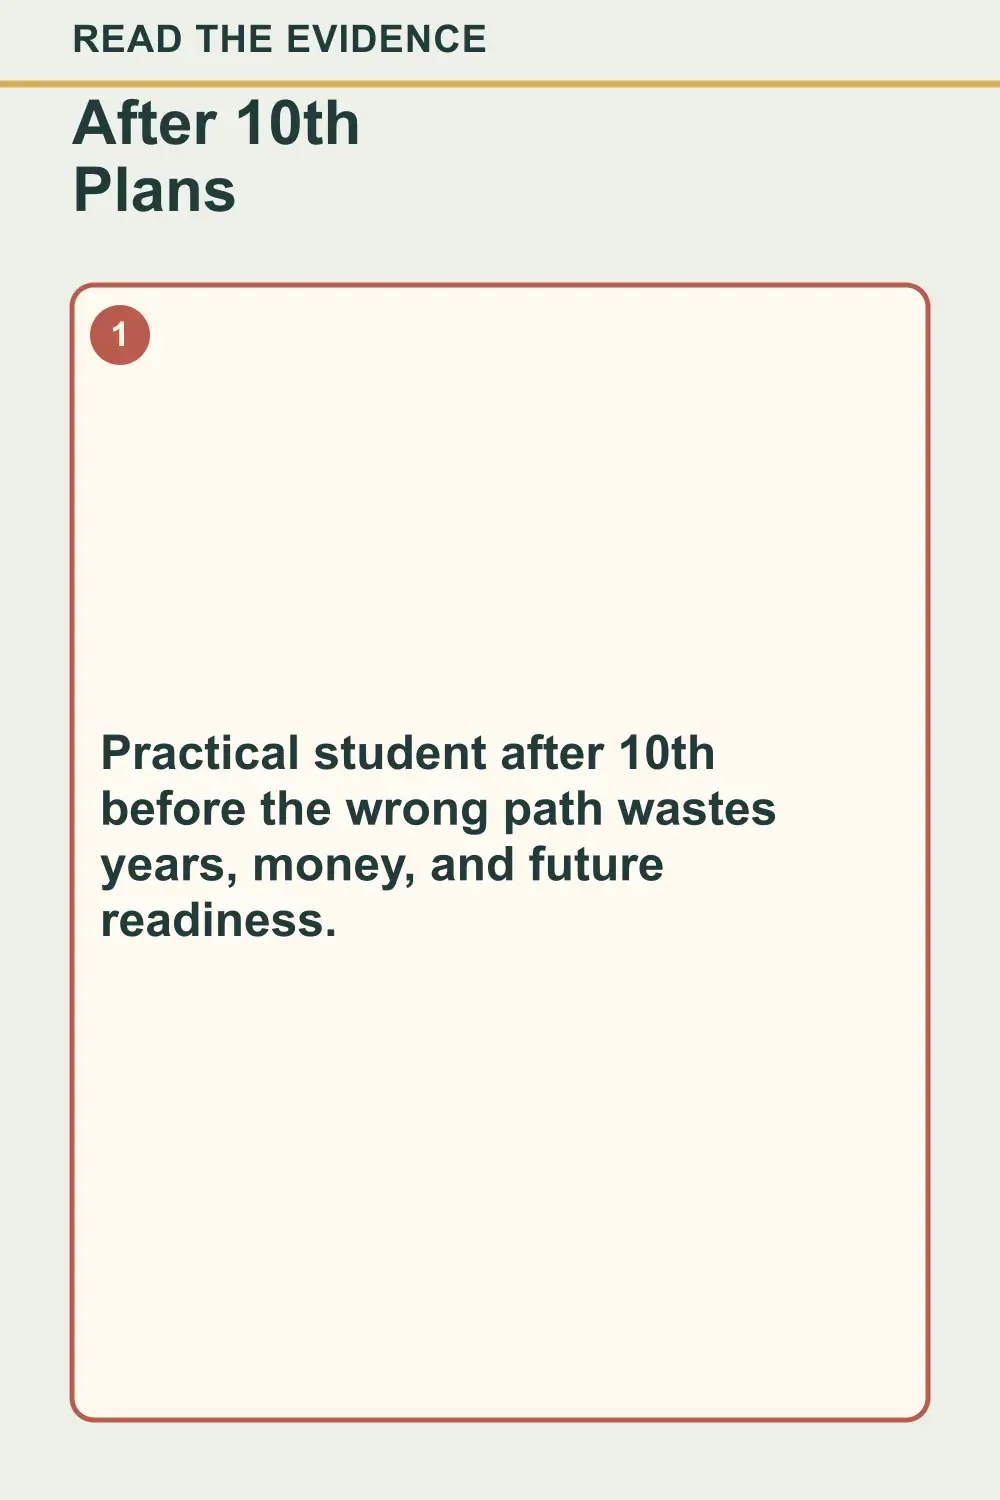 READ THE EVIDENCE
After 10th
Plans
1
Practical student after 10th
before the wrong path wastes
years, money, and future
readiness.